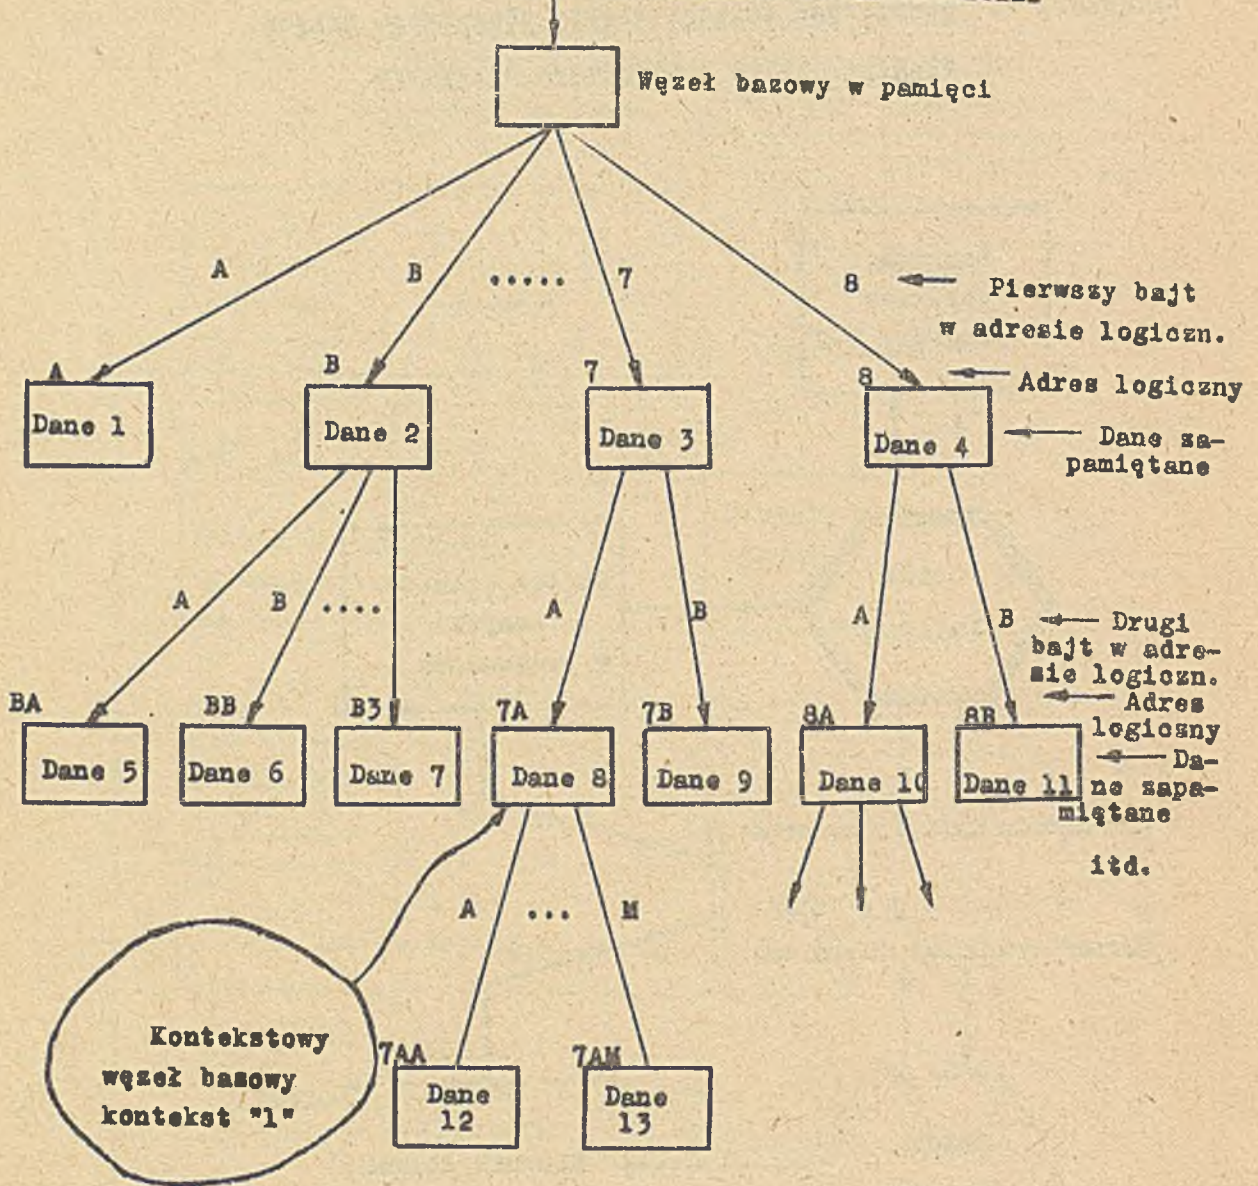 Węzeł bazowy w pamięci
A
B
.....
7
8
Pierwszy bajt
w adresie logiczn.
A
B
7
8
Adres logiczny
Dane 1
Dane 2
Dane 3
Dane 4
Dane za-
pamiętane
A
B
....
A
B
A
B
Drugi
bajt w adre-
sie logiczn.
BA
BB
B3
7A
7B
8A
8B
Adres
logiczny
Dane 5
Dane 6
Dane 7
Dane 8
Dane 9
Dane 10
Dane 11
Da-
ne zapa-
miętane
itd.
A
...
M
Kontekstowy
węzeł bazowy
kontekst "1"
7AA
7AM
Dane
12
Dane
13